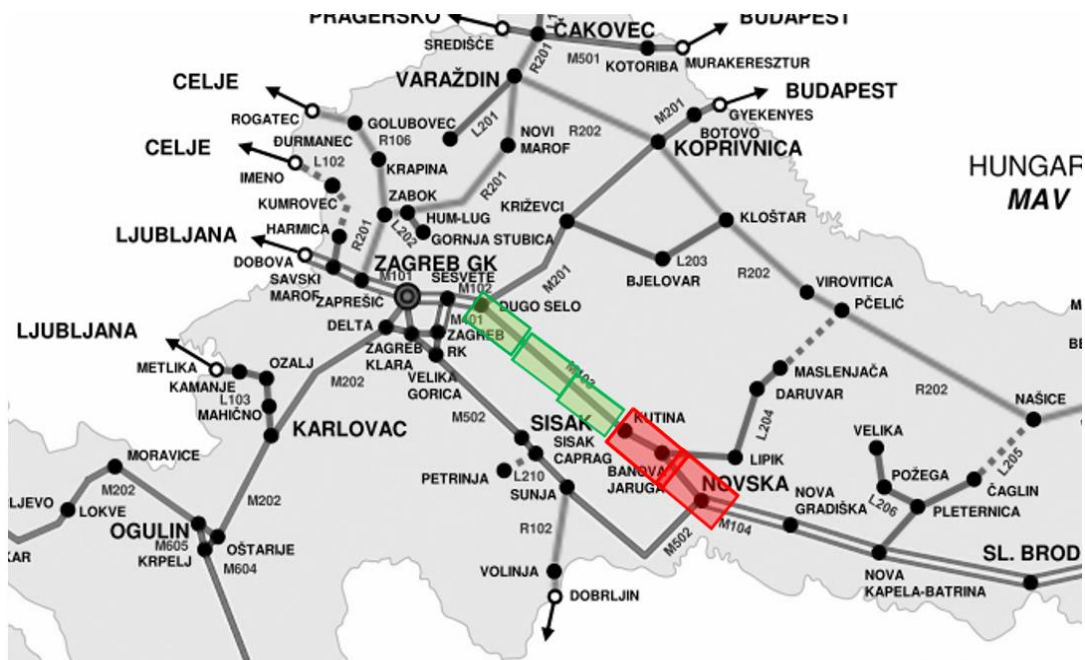 PRAGERSKO
ČAKOVEC
BUDAPEST
SREDIŠČE
R201
M501
KOTORIBA
MURAKERESZTUR
VARAŽDIN
CELJE
BUDAPEST
M201
GYEKENYES
ROGATEC
GOLUBOVEC
L201
R202
BOTOVO
KOPRIVNICA
ĐURMANEC
R106
NOVI
MAROF
CELJE
L102
IMENO
KRAPINA
HUNGAR
MAV
KUMROVEC
ZABOK
R201
KRIŽEVCI
KLOŠTAR
HARMICA
R201
L202
HUM-LUG
GORNJA STUBICA
LJUBLJANA
DOBOVA
BJELOVAR
L203
R202
M201
VIROVITICA
PČELIĆ
SAVSKI
MAROF
ZAGREB GK
M101
SESVETE
M102
ZAPREŠIĆ
DUGO SELO
M401
DELTA
ZAGREB
RK
ZAGREB
KLARA
VELIKA
GORICA
M103
LJUBLJANA
METLIKA
KAMANJE
OZALJ
L103
MAHIČNO
M202
MASLENJAČA
DARUVAR
R202
NAŠICE
M502
KARLOVAC
SISAK
SISAK
CAPRAG
KUTINA
L204
LIPIK
VELIKA
L205
PETRINJA
L210
SUNJA
BANOVA
JARUGA
NOVSKA
POŽEGA
ČAGLIN
MORAVICE
M202
LJEVO
LOKVE
M202
L206
PLETERNICA
NOVA
GRADIŠKA
M104
M502
R102
OGULIN
OŠTARIJE
M605
KRPELJ
M604
KAR
SL. BROD
VOLINJA
NOVA
KAPELA-BATRINA
DOBRLJIN